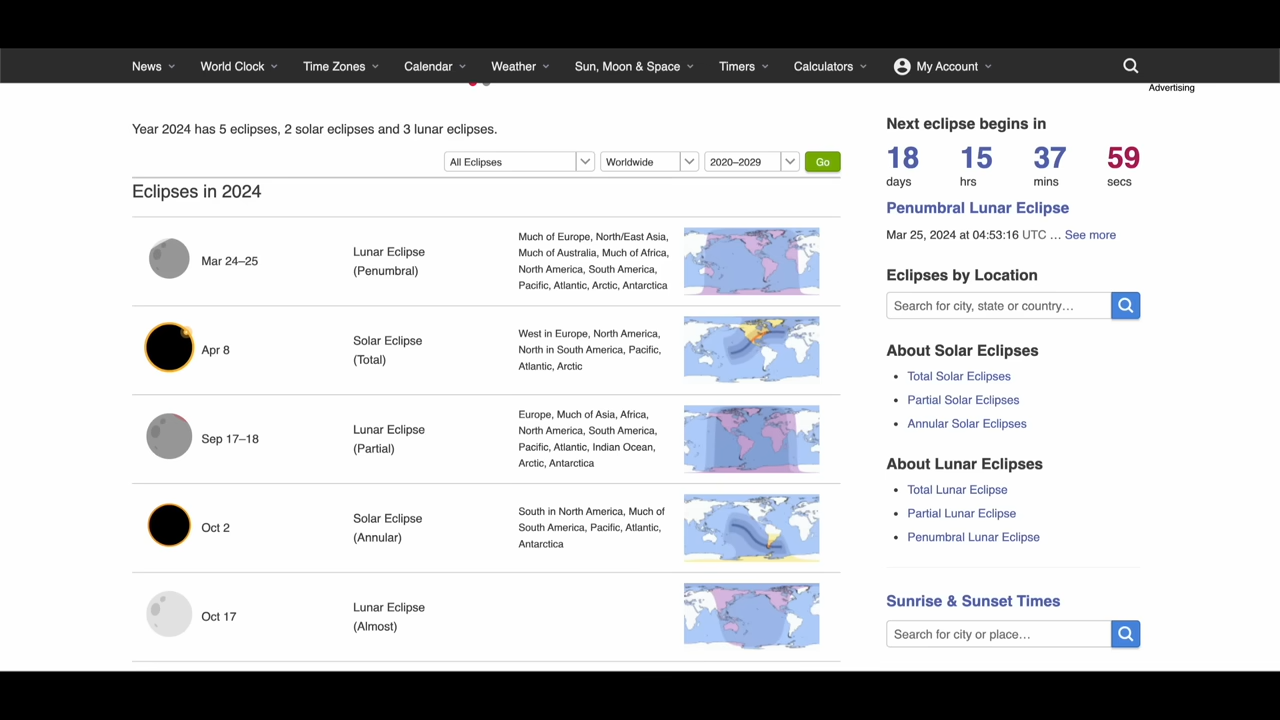 News World Clock Time Zones Calendar Weather Sun, Moon & Space Timers Calculators My Account
Advertising
Year 2024 has 5 eclipses, 2 solar eclipses and 3 lunar eclipses.
All Eclipses Worldwide 2020–2029 Go
Eclipses in 2024
Mar 24–25
Lunar Eclipse
(Penumbral)
Much of Europe, North/East Asia,
Much of Australia, Much of Africa,
North America, South America,
Pacific, Atlantic, Arctic, Antarctica
Apr 8
Solar Eclipse
(Total)
West in Europe, North America,
North in South America, Pacific,
Atlantic, Arctic
Sep 17–18
Lunar Eclipse
(Partial)
Europe, Much of Asia, Africa,
North America, South America,
Pacific, Atlantic, Indian Ocean,
Arctic, Antarctica
Oct 2
Solar Eclipse
(Annular)
South in North America, Much of
South America, Pacific, Atlantic,
Antarctica
Oct 17
Lunar Eclipse
(Almost)
Next eclipse begins in
18 15 37 59
days hrs mins secs
Penumbral Lunar Eclipse
Mar 25, 2024 at 04:53:16 UTC … See more
Eclipses by Location
Search for city, state or country…
About Solar Eclipses
• Total Solar Eclipses
• Partial Solar Eclipses
• Annular Solar Eclipses
About Lunar Eclipses
• Total Lunar Eclipse
• Partial Lunar Eclipse
• Penumbral Lunar Eclipse
Sunrise & Sunset Times
Search for city or place…